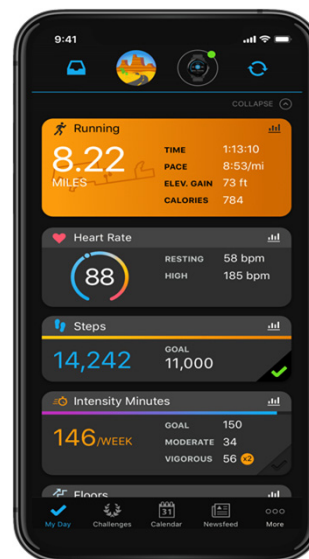 9:41
COLLAPSE
Running
8.22
MILES
TIME 1:13:10
PACE 8:53/mi
ELEV. GAIN 73 ft
CALORIES 784
Heart Rate
88
RESTING 58 bpm
HIGH 185 bpm
Steps
14,242
GOAL
11,000
Intensity Minutes
146/WEEK
GOAL 150
MODERATE 34
VIGOROUS 56 x2
Floors
31
My Day Challenges Calendar Newsfeed More